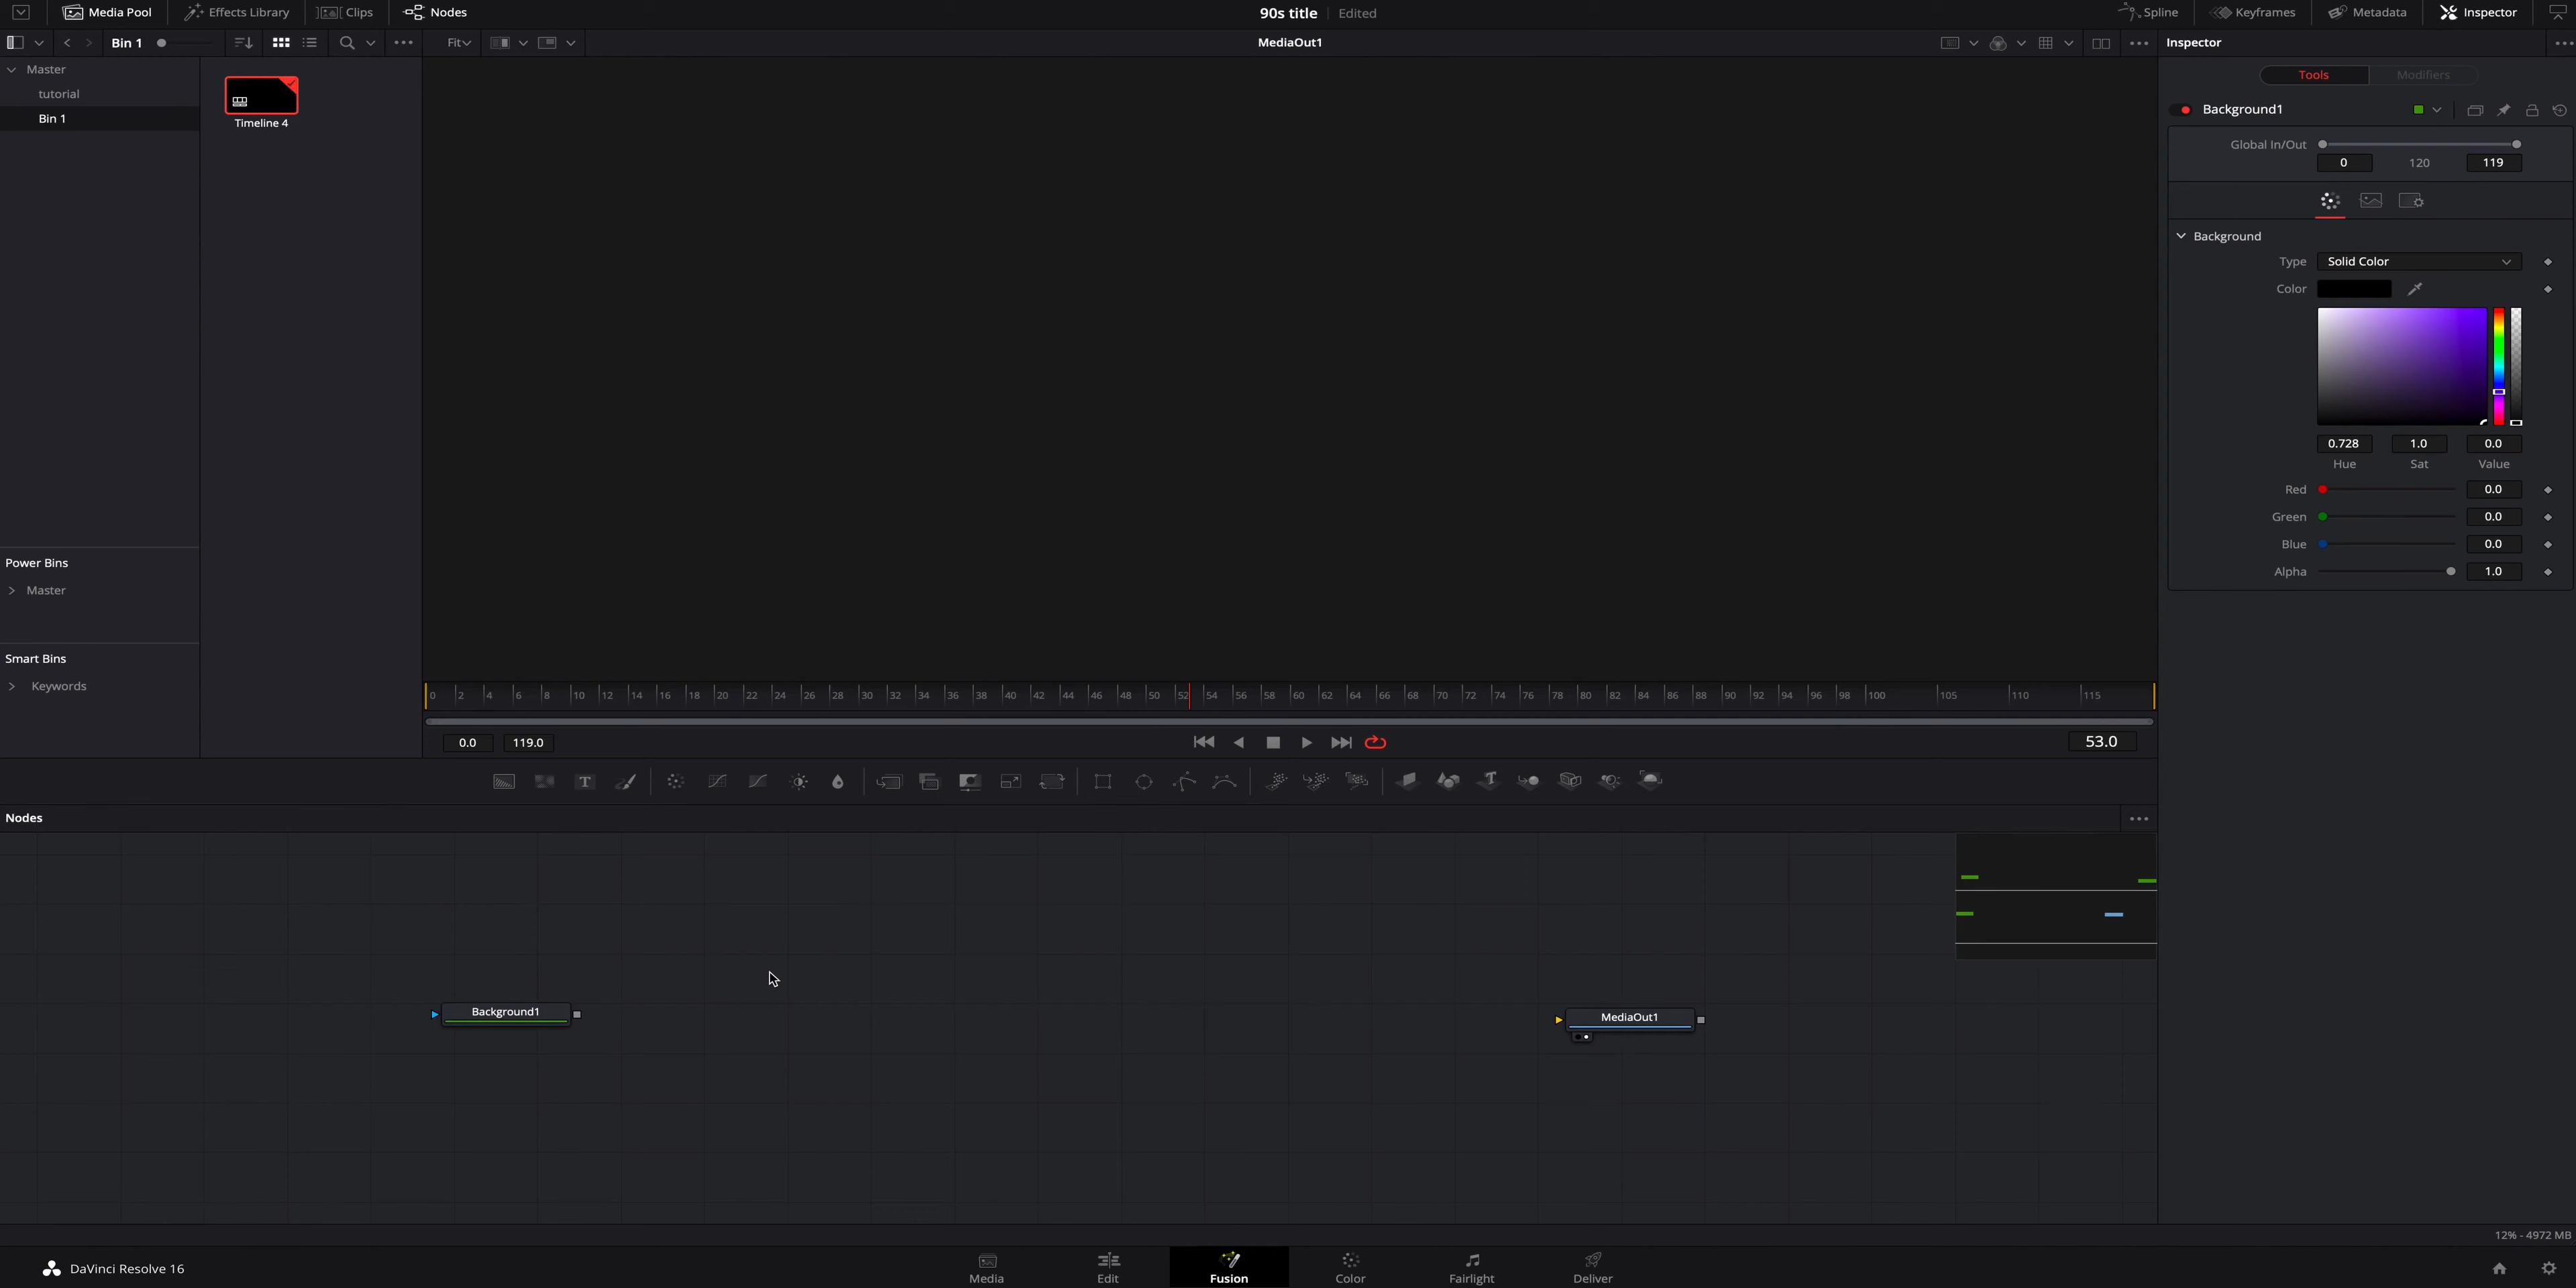 Media Pool
Effects Library
Clips
Nodes
90s title
Edited
Spline
Keyframes
Metadata
Inspector
Bin 1
Fit
MediaOut1
Inspector
Master
tutorial
Bin 1
Timeline 4
Tools
Modifiers
Background1
Global In/Out
0
120
119
Background
Type
Solid Color
Color
0.728
1.0
0.0
Hue
Sat
Value
Red
0.0
Green
0.0
Blue
0.0
Alpha
1.0
Power Bins
Master
Smart Bins
Keywords
0 2 4 6 8 10 12 14 16 18 20 22 24 26 28 30 32 34 36 38 40 42 44 46 48 50 52 54 56 58 60 62 64 66 68 70 72 74 76 78 80 82 84 86 88 90 92 94 96 98 100 105 110 115
0.0
119.0
53.0
T
T
Nodes
Background1
MediaOut1
12% - 4972 MB
DaVinci Resolve 16
Media
Edit
Fusion
Color
Fairlight
Deliver